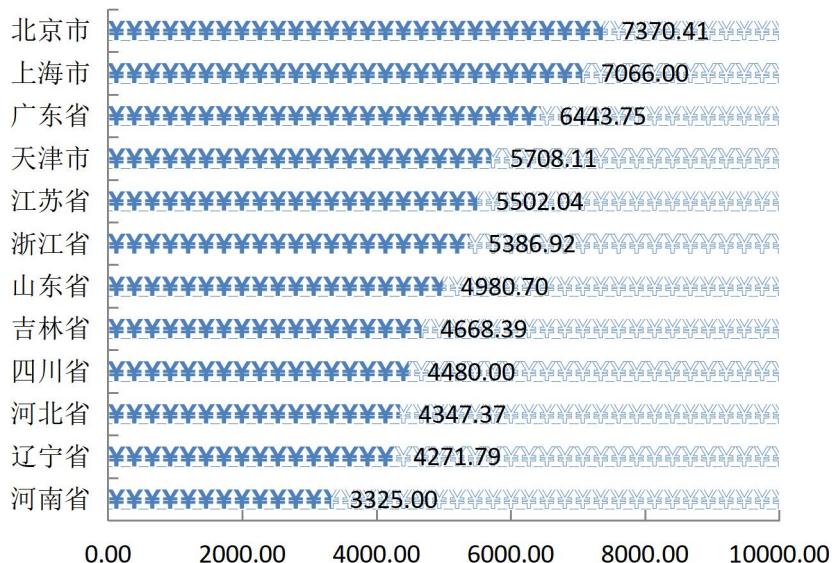 北京市 7370.41
上海市 7066.00
广东省 6443.75
天津市 5708.11
江苏省 5502.04
浙江省 5386.92
山东省 4980.70
吉林省 4668.39
四川省 4480.00
河北省 4347.37
辽宁省 4271.79
河南省 3325.00
0.00 2000.00 4000.00 6000.00 8000.00 10000.00